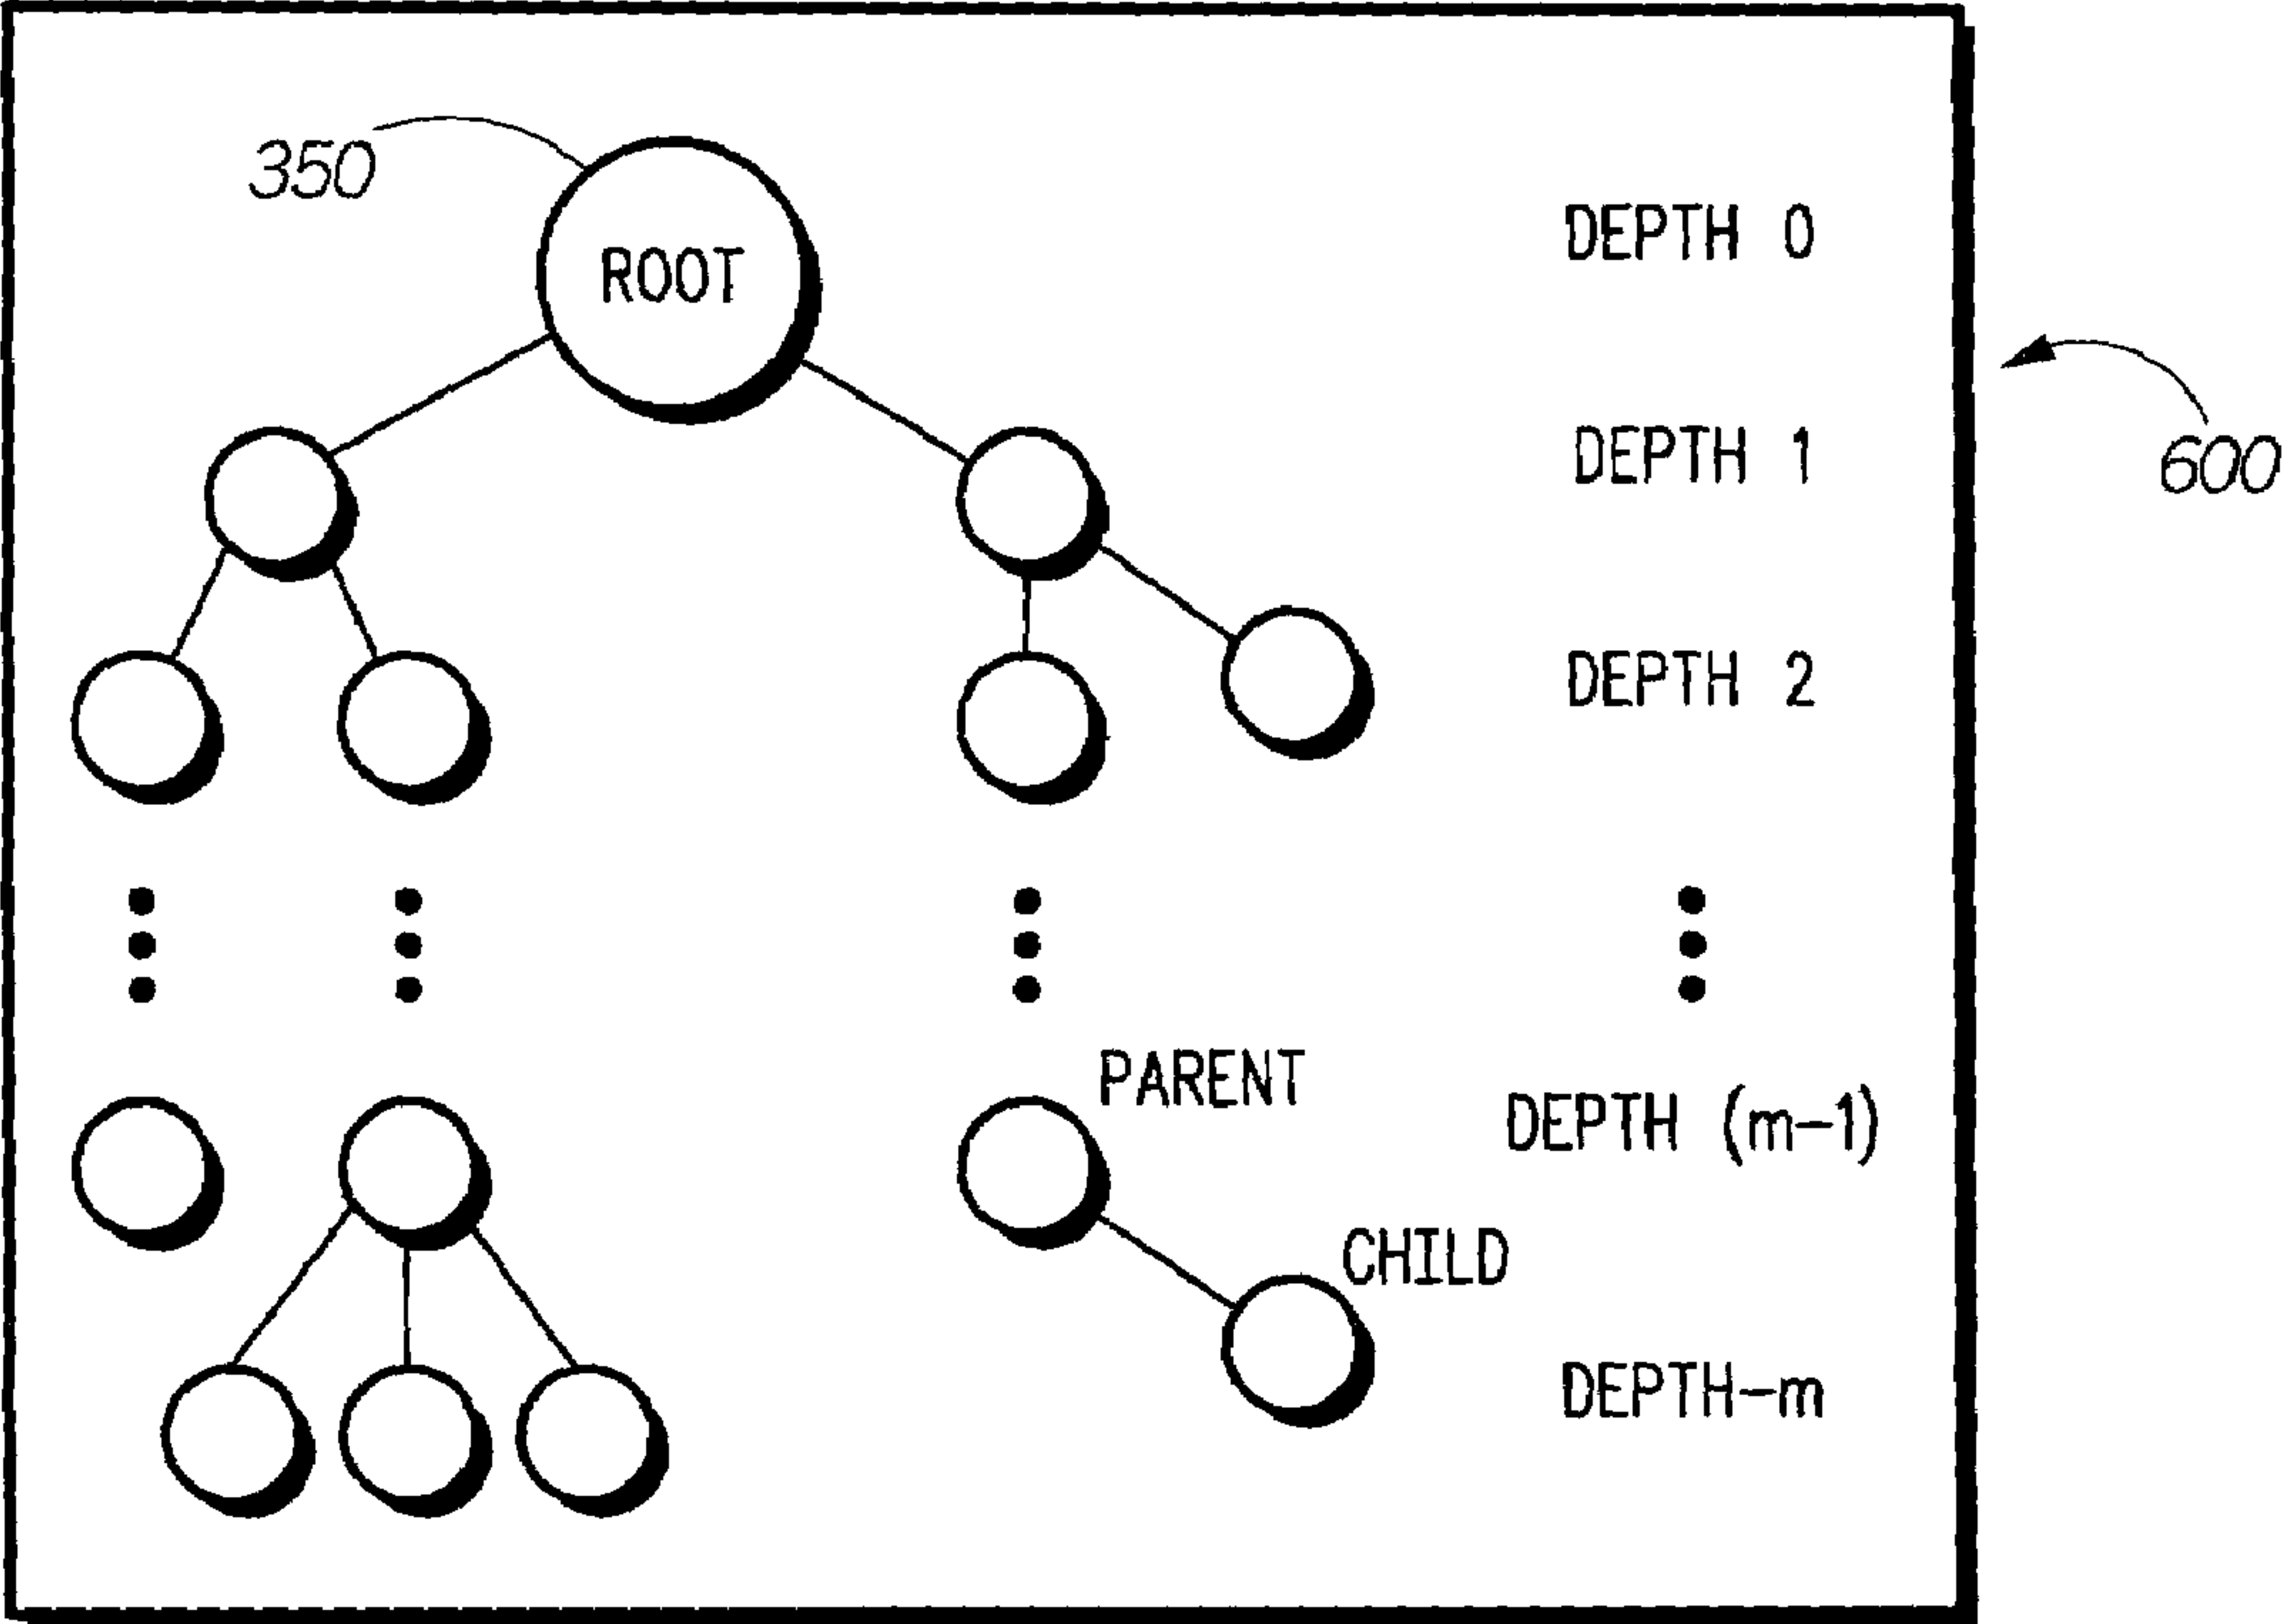 350
ROOT
DEPTH 0
DEPTH 1
600
DEPTH 2
PARENT
DEPTH (m-1)
CHILD
DEPTH-m